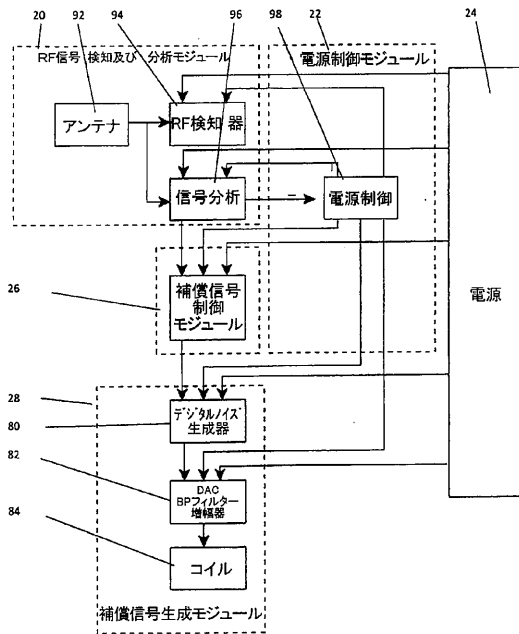 92
94
96
98
20
22
24
RF信号 検知及び 分析モジュール
電源制御モジュール
アンテナ
RF検知 器
信号分析
電源制御
電源
26
補償信号
制御
モジュール
28
80
デジタルノイズ
生成器
82
DAC
BPフィルター
増幅器
84
コイル
補償信号生成モジュール